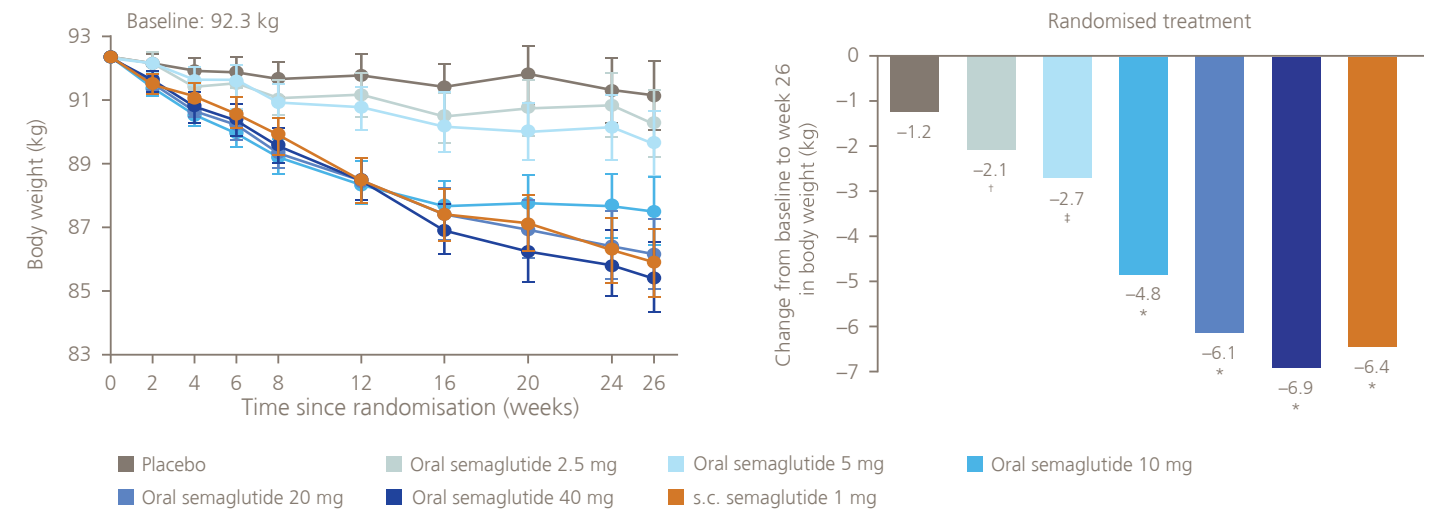 Baseline: 92.3 kg
93
91
89
87
85
83
Body weight (kg)
0 2 4 6 8 12 16 20 24 26
Time since randomisation (weeks)
Randomised treatment
0
–1
–2
–3
–4
–5
–6
–7
Change from baseline to week 26
in body weight (kg)
–1.2
–2.1
†
–2.7
‡
–4.8
*
–6.1
*
–6.9
*
–6.4
*
Placebo
Oral semaglutide 2.5 mg
Oral semaglutide 5 mg
Oral semaglutide 10 mg
Oral semaglutide 20 mg
Oral semaglutide 40 mg
s.c. semaglutide 1 mg